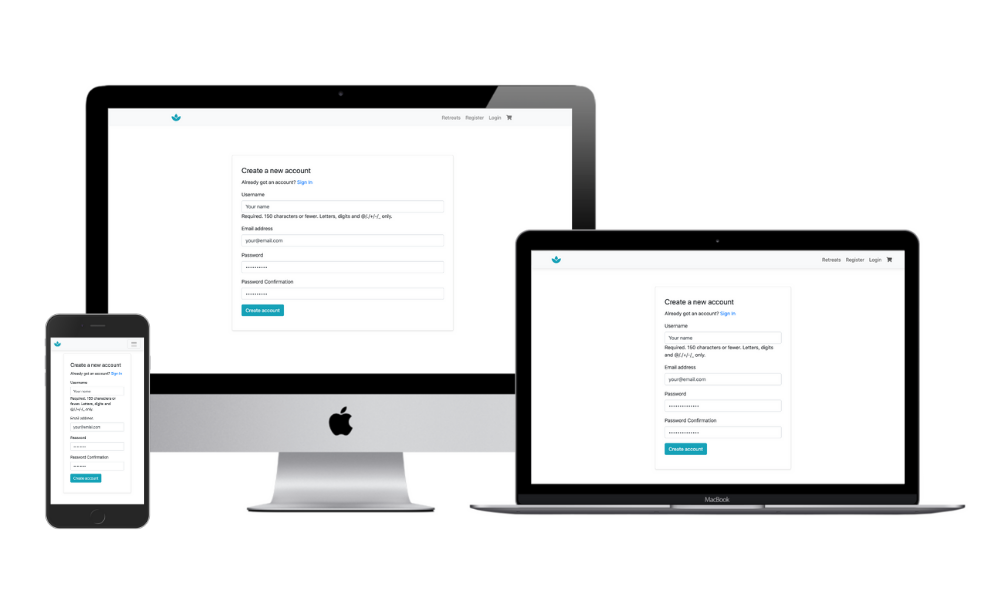 Retreats Register Login
Create a new account
Already got an account? Sign In
Username
Your name
Required. 150 characters or fewer. Letters, digits and @/./+/-/_ only.
Email address
your@email.com
Password
••••••••••
Password Confirmation
••••••••••
Create account
Retreats Register Login
Create a new account
Already got an account? Sign In
Username
Your name
Required. 150 characters or fewer. Letters, digits
and @/./+/-/_ only.
Email address
your@email.com
Password
••••••••••••••
Password Confirmation
••••••••••••••
Create account
MacBook
Create a new account
Already got an account? Sign In
Username
Your name
Required. 150 characters or
fewer. Letters, digits and
@/./+/-/_ only.
Email address
your@email.com
Password
••••••••
Password Confirmation
••••••••
Create account